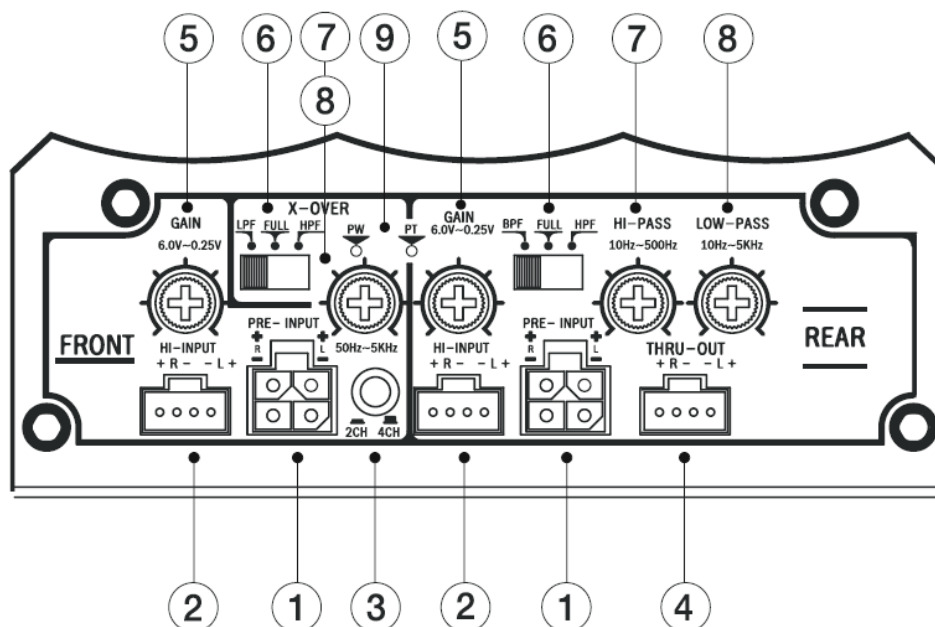 5 6 7 9 5 6 7 8
8
X-OVER
GAIN
6.0V~0.25V
LPF FULL HPF
PW
PT
GAIN
6.0V~0.25V
BPF FULL HPF
HI-PASS
10Hz~500Hz
LOW-PASS
10Hz~5KHz
FRONT
HI-INPUT
+ R - - L +
PRE- INPUT
+ R - + L -
50Hz~5KHz
2CH 4CH
HI-INPUT
+ R - - L +
PRE- INPUT
+ R - + L -
THRU-OUT
+ R - - L +
REAR
2 1 3 2 1 4